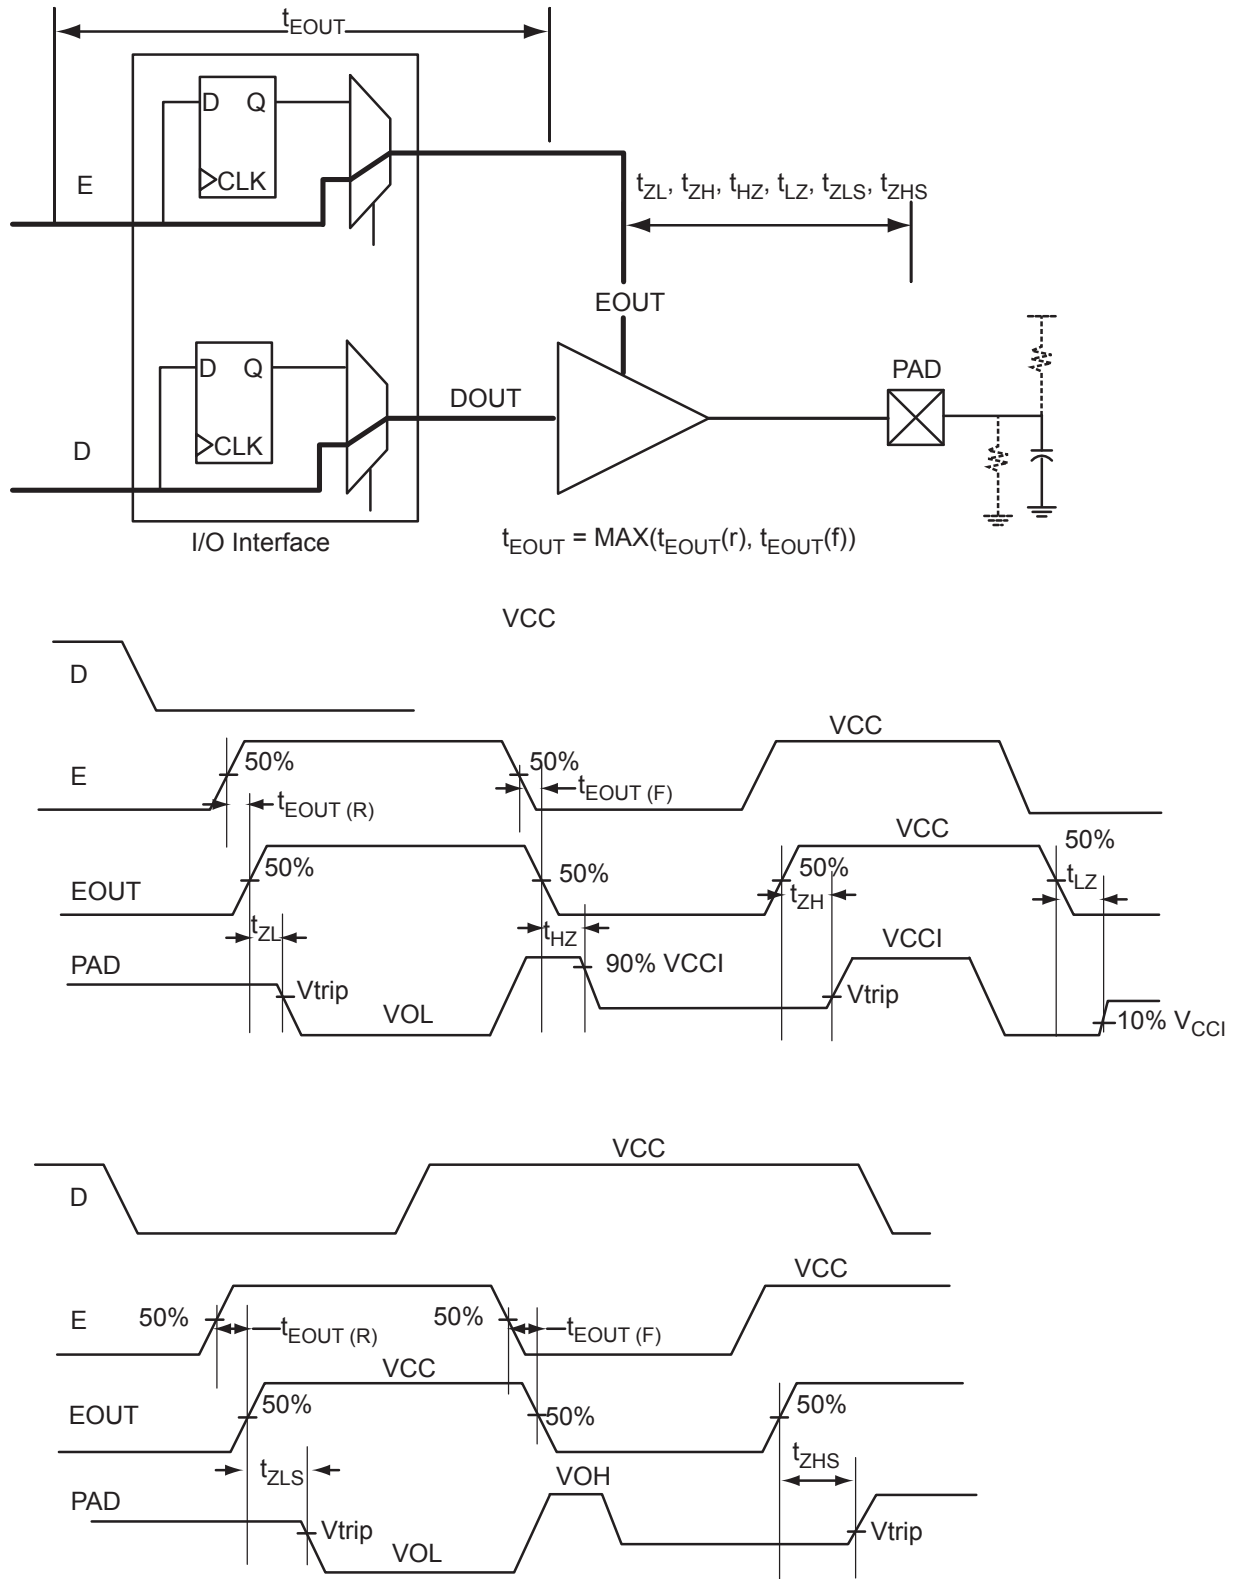 tEOUT
D Q
CLK
E
tZL, tZH, tHZ, tLZ, tZLS, tZHS
EOUT
D Q
CLK
D
DOUT
PAD
I/O Interface
tEOUT = MAX(tEOUT(r), tEOUT(f))
VCC
D
VCC
E
50%
50%
tEOUT (R)
tEOUT (F)
VCC
50%
EOUT
50%
50%
50%
tZL
tHZ
tZH
tLZ
PAD
VCCI
90% VCCI
Vtrip
Vtrip
VOL
10% VCCI
VCC
D
VCC
E
50%
50%
tEOUT (R)
tEOUT (F)
VCC
EOUT
50%
50%
50%
tZLS
tZHS
VOH
PAD
Vtrip
Vtrip
VOL